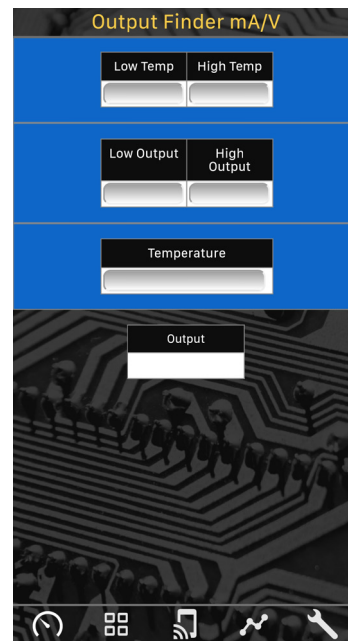 Output Finder mA/V
Low Temp High Temp
Low Output High
Output
Temperature
Output